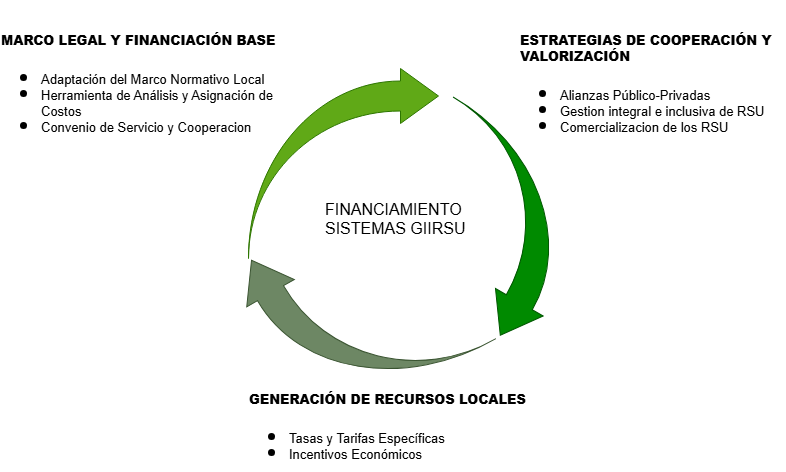 MARCO LEGAL Y FINANCIACIÓN BASE
• Adaptación del Marco Normativo Local
• Herramienta de Análisis y Asignación de
Costos
• Convenio de Servicio y Cooperacion
ESTRATEGIAS DE COOPERACIÓN Y
VALORIZACIÓN
• Alianzas Público-Privadas
• Gestion integral e inclusiva de RSU
• Comercializacion de los RSU
FINANCIAMIENTO
SISTEMAS GIIRSU
GENERACIÓN DE RECURSOS LOCALES
• Tasas y Tarifas Específicas
• Incentivos Económicos